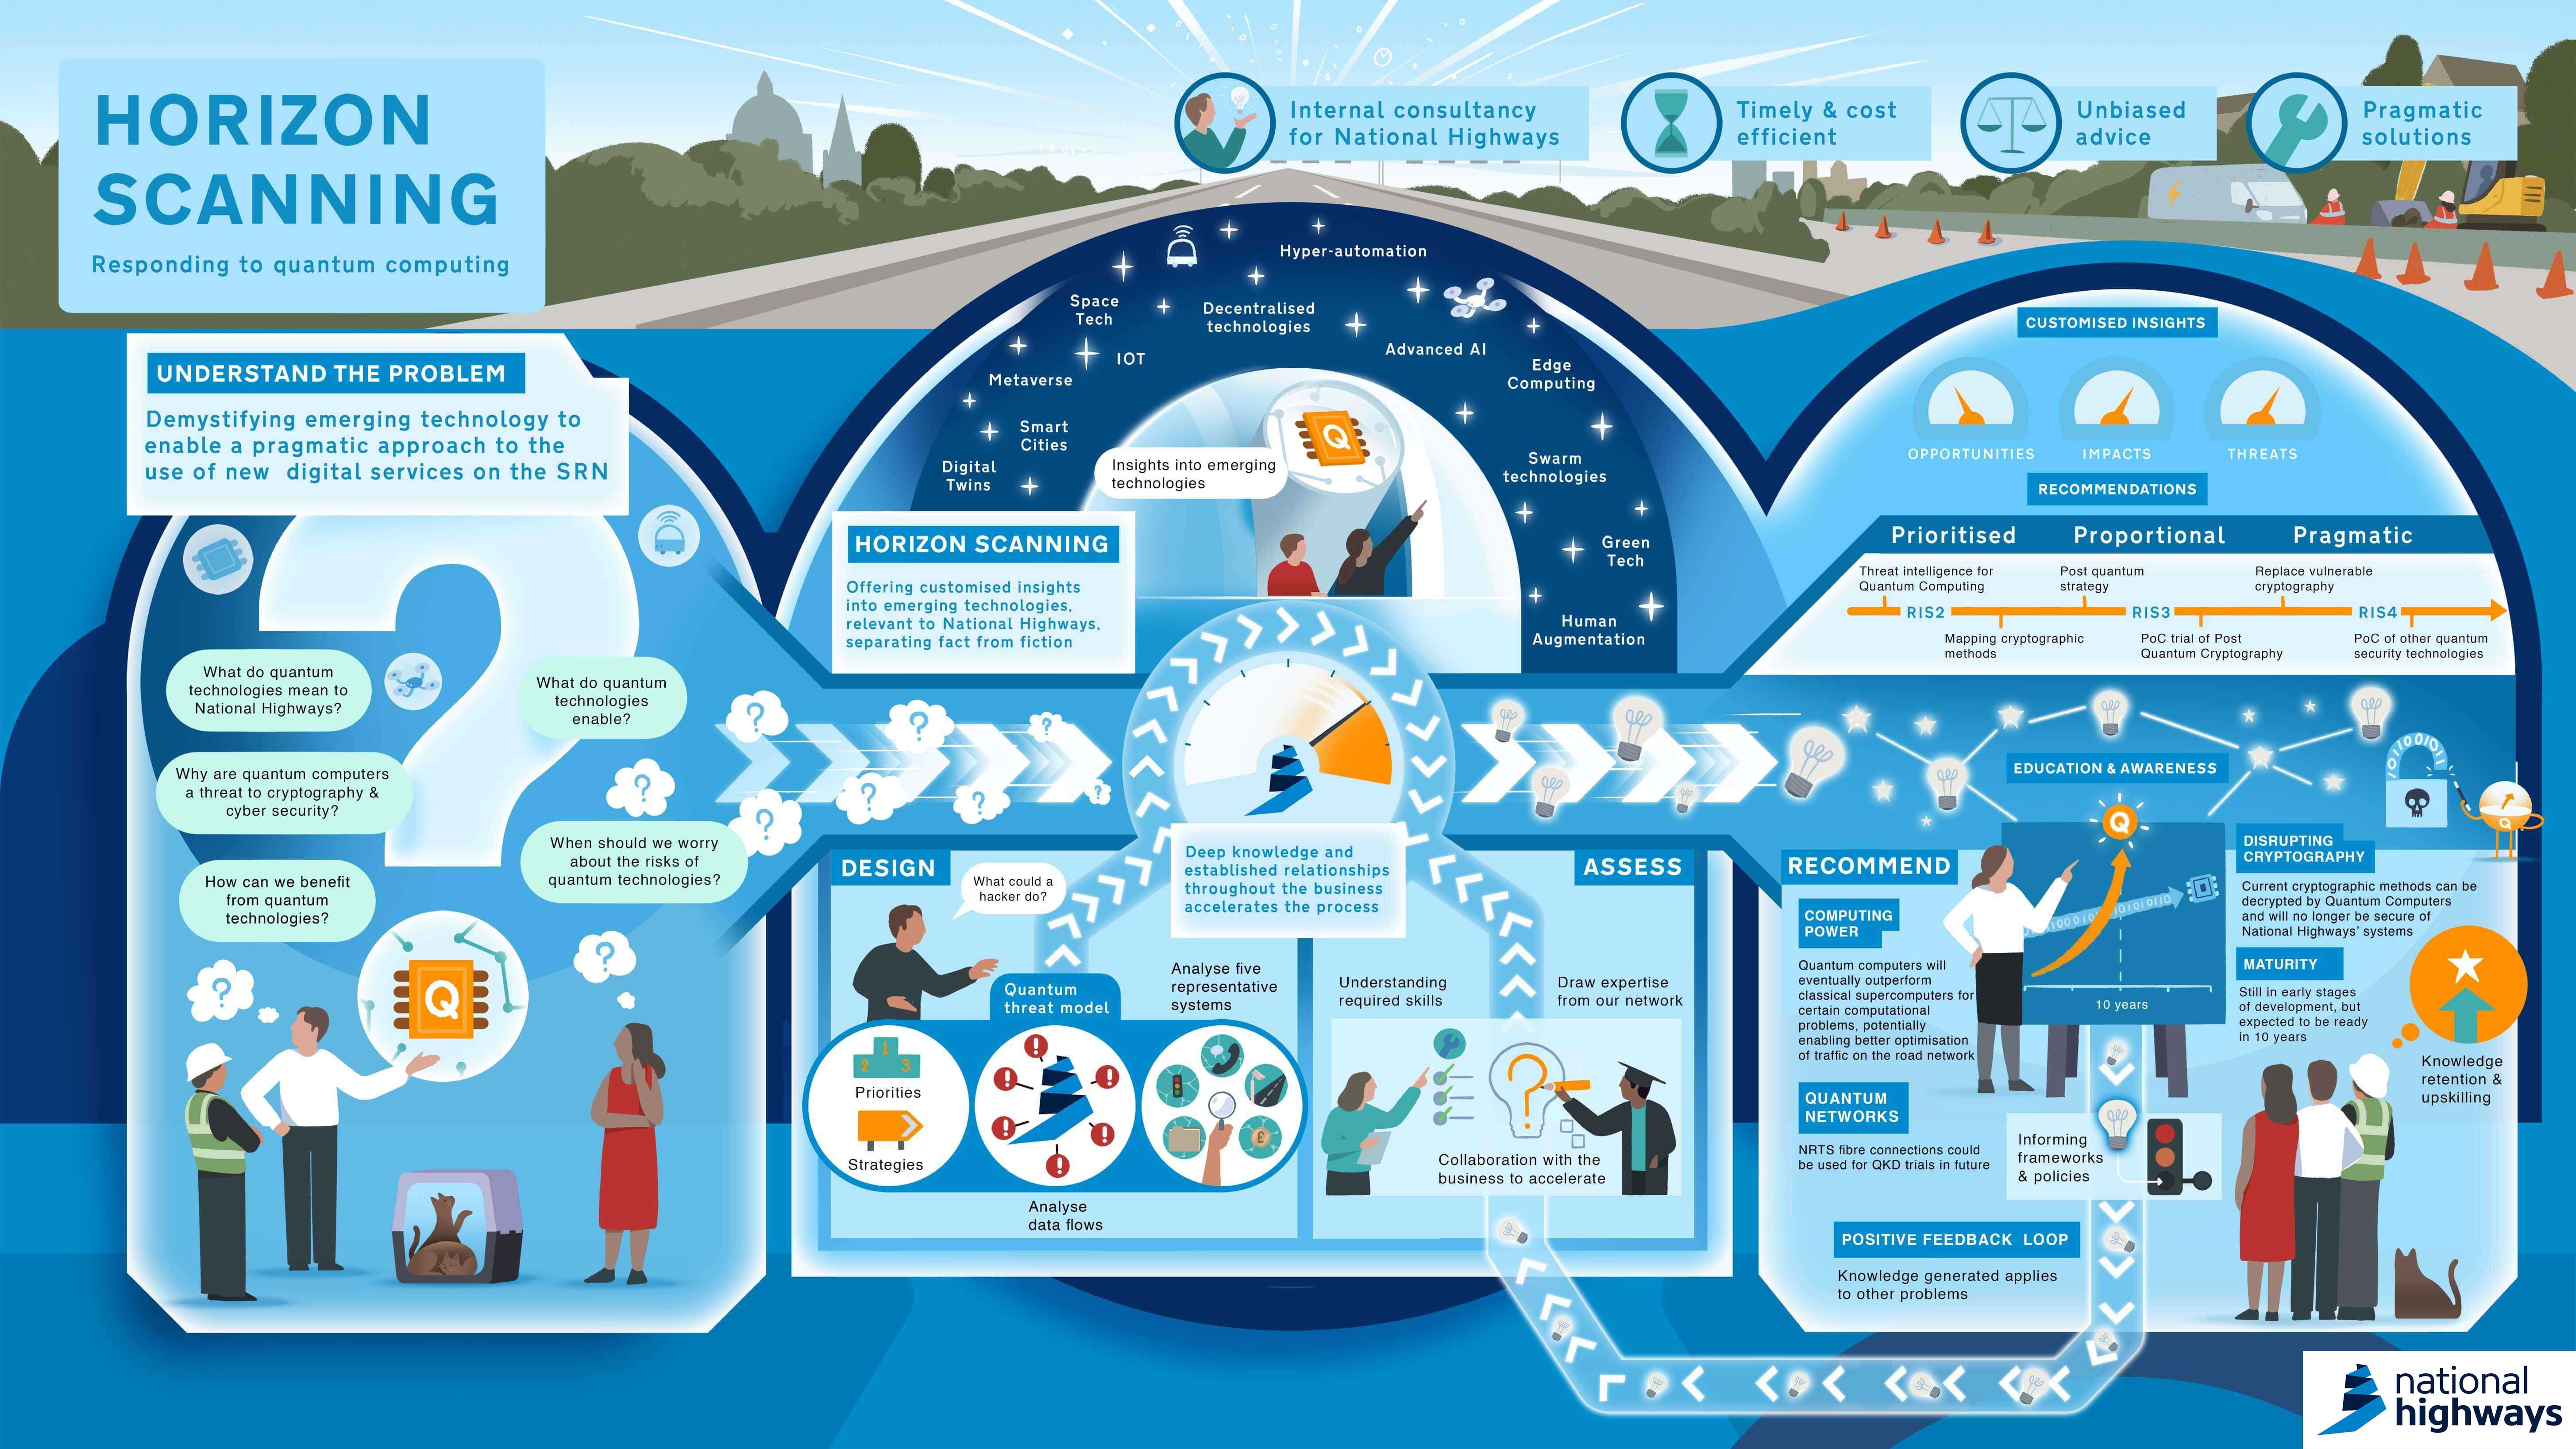 HORIZON
SCANNING
Responding to quantum computing
Internal consultancy
for National Highways
Timely & cost
efficient
Unbiased
advice
Pragmatic
solutions
UNDERSTAND THE PROBLEM
Demystifying emerging technology to
enable a pragmatic approach to the
use of new digital services on the SRN
What do quantum
technologies mean to
National Highways?
What do quantum
technologies
enable?
Why are quantum computers
a threat to cryptography &
cyber security?
When should we worry
about the risks of
quantum technologies?
How can we benefit
from quantum
technologies?
?
?
?
?
?
Q
Hyper-automation
Space
Tech
Decentralised
technologies
IOT
Advanced AI
Metaverse
Edge
Computing
Smart
Cities
Digital
Twins
Swarm
technologies
Green
Tech
Human
Augmentation
Q
Insights into emerging
technologies
HORIZON SCANNING
Offering customised insights
into emerging technologies,
relevant to National Highways,
separating fact from fiction
?
?
?
?
?
?
Deep knowledge and
established relationships
throughout the business
accelerates the process
DESIGN
What could a
hacker do?
Quantum
threat model
Analyse five
representative
systems
1
2 3
Priorities
Strategies
!
!
!
!
!
!
£
Analyse
data flows
ASSESS
Understanding
required skills
Draw expertise
from our network
?
Collaboration with the
business to accelerate
CUSTOMISED INSIGHTS
OPPORTUNITIES
IMPACTS
THREATS
RECOMMENDATIONS
Prioritised
Proportional
Pragmatic
Threat intelligence for
Quantum Computing
Post quantum
strategy
Replace vulnerable
cryptography
RIS2
RIS3
RIS4
Mapping cryptographic
methods
PoC trial of Post
Quantum Cryptography
PoC of other quantum
security technologies
EDUCATION & AWARENESS
Q
Q
RECOMMEND
COMPUTING
POWER
Quantum computers will
eventually outperform
classical supercomputers for
certain computational
problems, potentially
enabling better optimisation
of traffic on the road network
QUANTUM
NETWORKS
NRTS fibre connections could
be used for QKD trials in future
10 years
DISRUPTING
CRYPTOGRAPHY
Current cryptographic methods can be
decrypted by Quantum Computers
and will no longer be secure of
National Highways' systems
MATURITY
Still in early stages
of development, but
expected to be ready
in 10 years
Knowledge
retention &
upskilling
Informing
frameworks
& policies
POSITIVE FEEDBACK LOOP
Knowledge generated applies
to other problems
national
highways